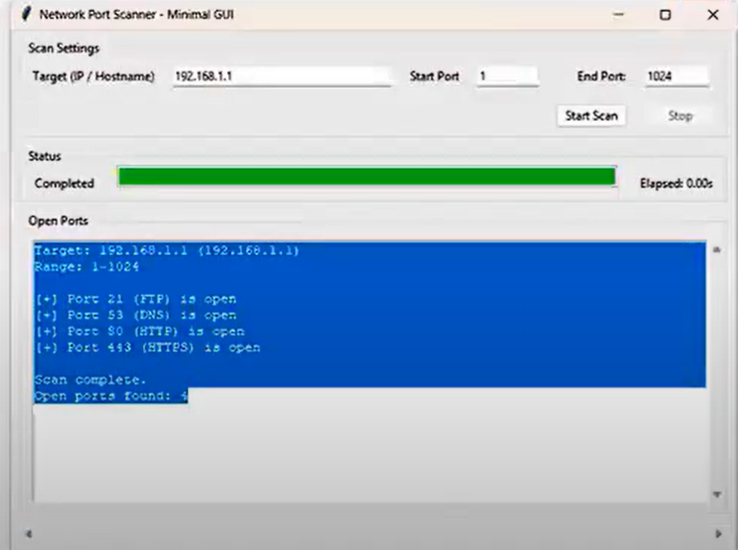 Network Port Scanner - Minimal GUI
Scan Settings
Target (IP / Hostname) 192.168.1.1 Start Port 1 End Port: 1024
Start Scan Stop
Status
Completed Elapsed: 0.00s
Open Ports
Target: 192.168.1.1 (192.168.1.1)
Range: 1-1024
[+] Port 21 (FTP) is open
[+] Port 53 (DNS) is open
[+] Port 80 (HTTP) is open
[+] Port 443 (HTTPS) is open
Scan complete.
Open ports found: 4